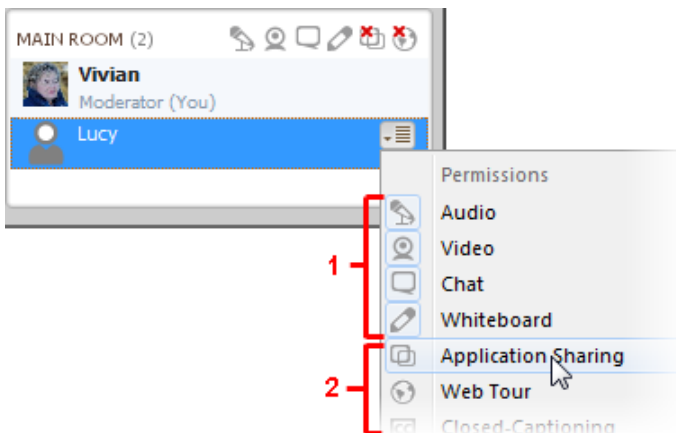 MAIN ROOM (2)
Vivian
Moderator (You)
Lucy
Permissions
Audio
Video
Chat
Whiteboard
1
Application Sharing
Web Tour
2
CC Closed-Captioning